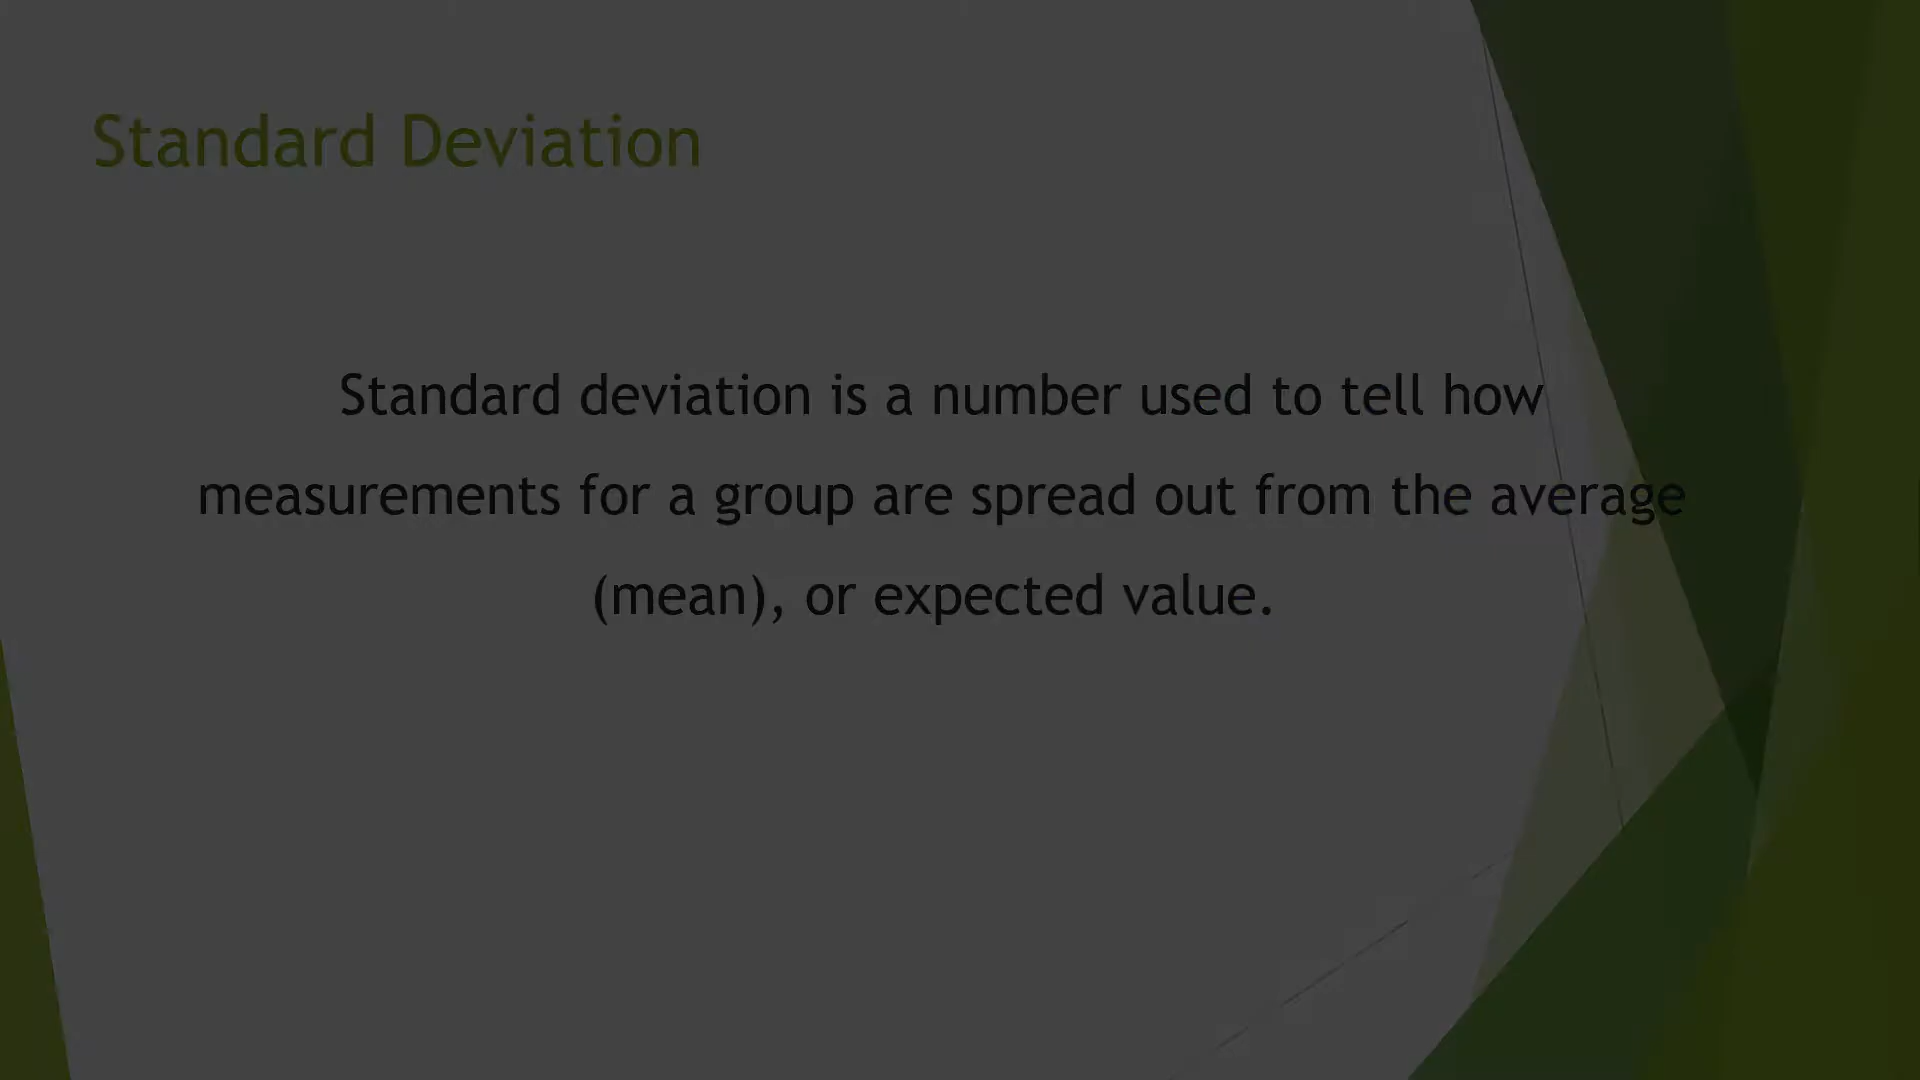 Standard Deviation
Standard deviation is a number used to tell how
measurements for a group are spread out from the average
(mean), or expected value.